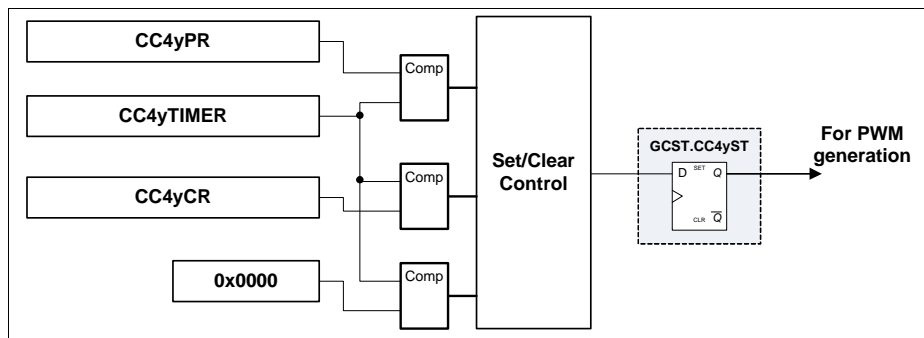 CC4yPR
CC4yTIMER
CC4yCR
0x0000
Comp
Comp
Comp
Set/Clear
Control
GCST.CC4yST
D SET Q
CLR Q
For PWM
generation